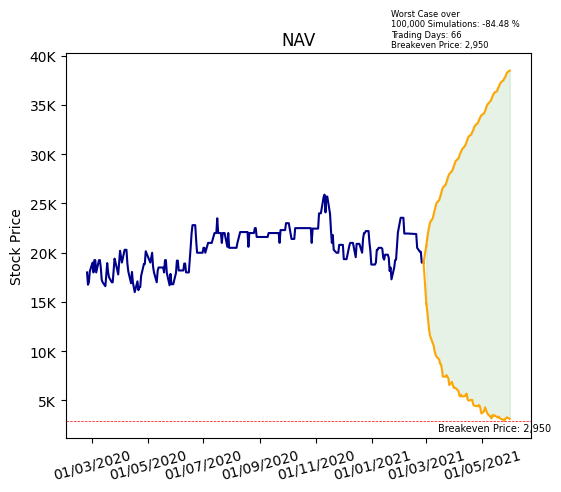 Worst Case over
100,000 Simulations: -84.48 %
Trading Days: 66
Breakeven Price: 2,950
NAV
40K
35K
30K
25K
20K
15K
10K
5K
Stock Price
Breakeven Price: 2,950
01/03/2020
01/05/2020
01/07/2020
01/09/2020
01/11/2020
01/01/2021
01/03/2021
01/05/2021